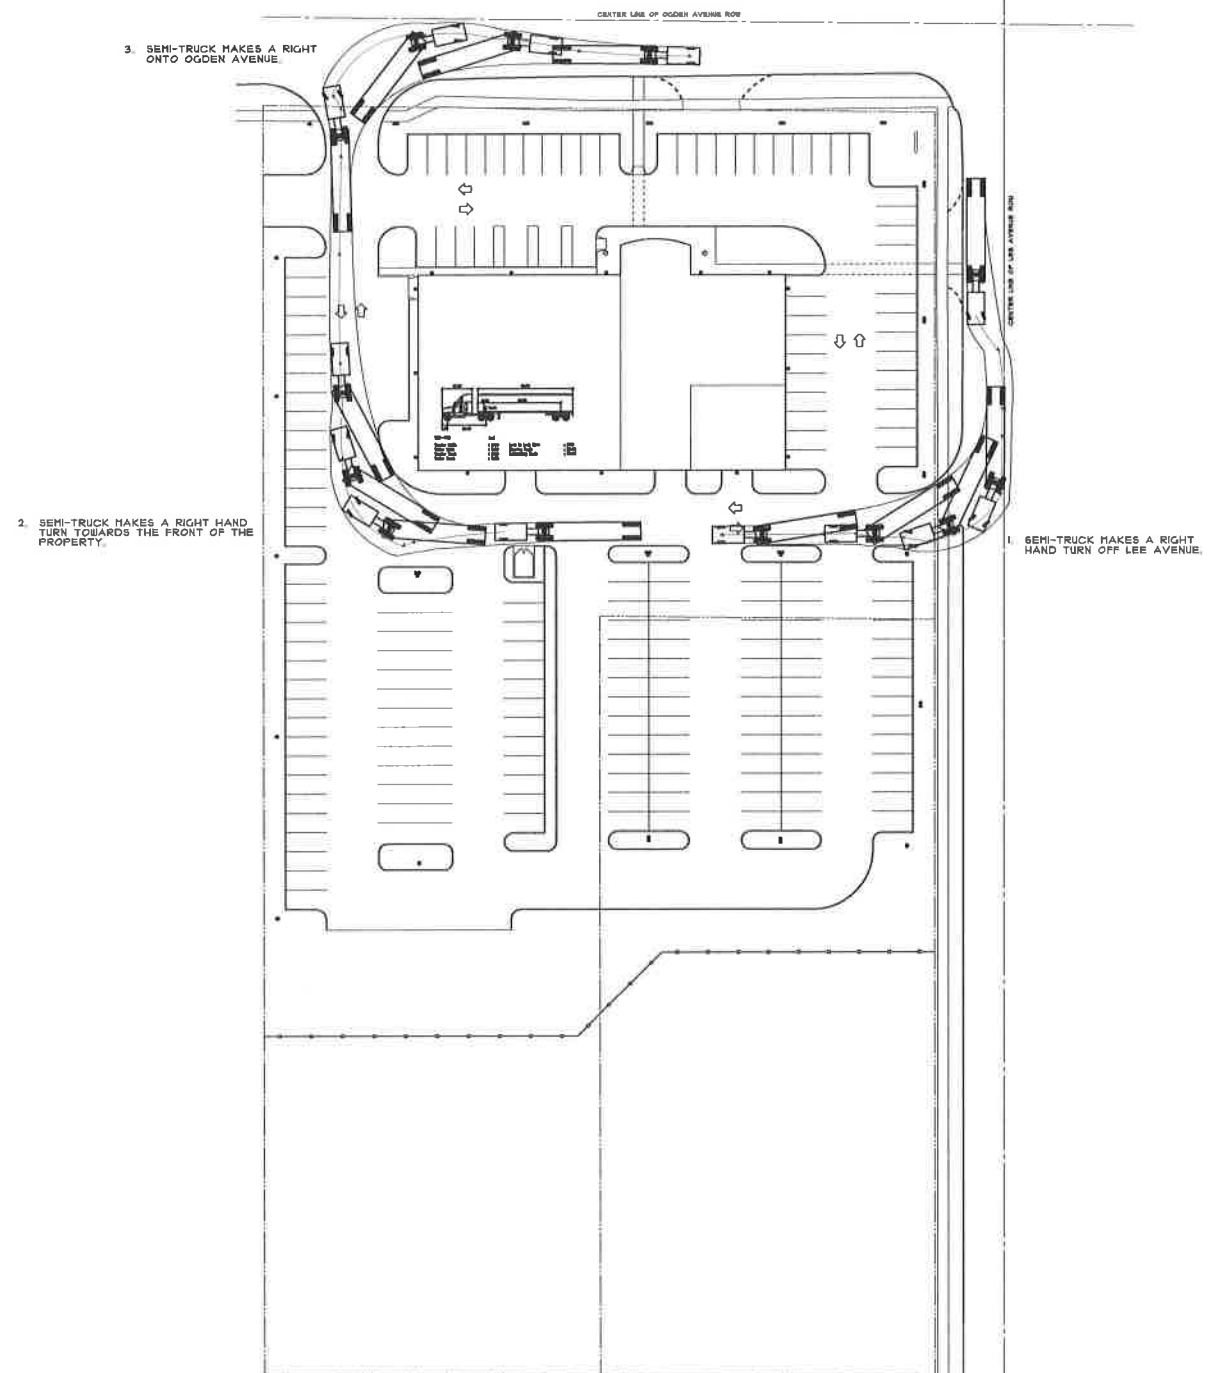 CENTER LINE OF OGDEN AVENUE ROW
3. SEMI-TRUCK MAKES A RIGHT
ONTO OGDEN AVENUE.
CENTER LINE OF LEE AVENUE ROW
2. SEMI-TRUCK MAKES A RIGHT HAND
TURN TOWARDS THE FRONT OF THE
PROPERTY.
1. SEMI-TRUCK MAKES A RIGHT
HAND TURN OFF LEE AVENUE.